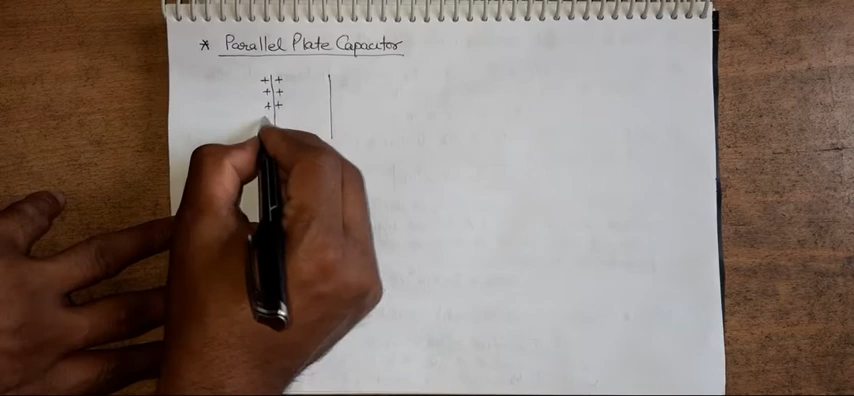 * Parallel Plate Capacitor
+ +
+ +
+ +